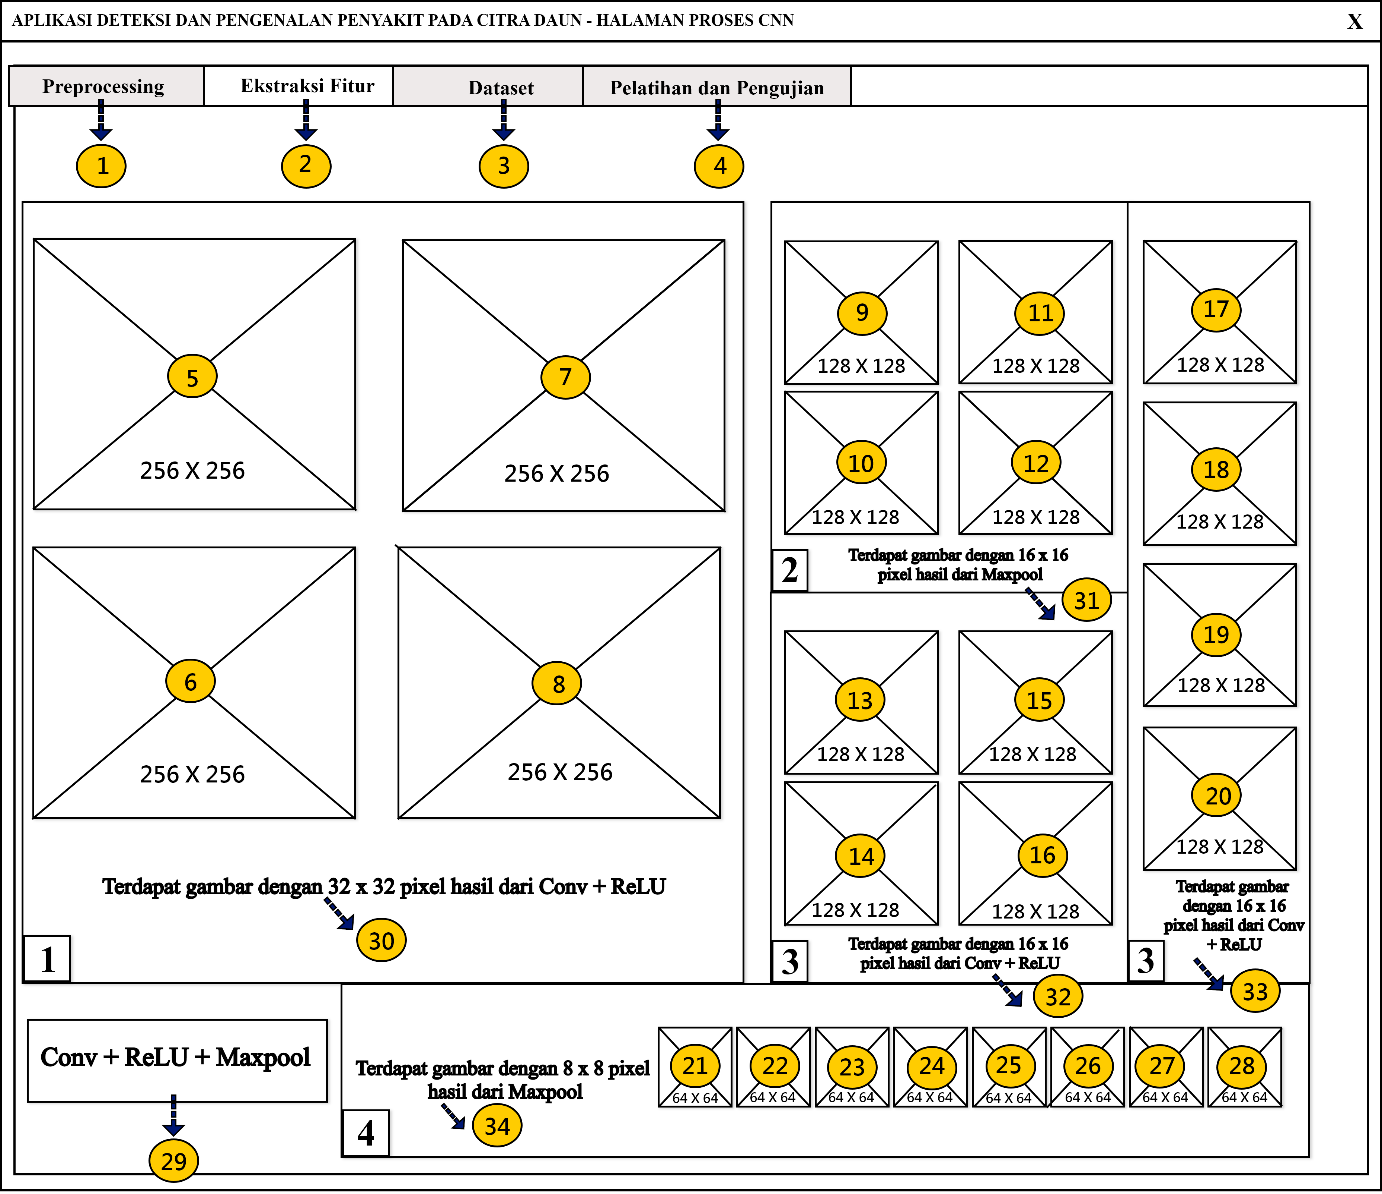 APLIKASI DETEKSI DAN PENGENALAN PENYAKIT PADA CITRA DAUN - HALAMAN PROSES CNN
X
Preprocessing
Ekstraksi Fitur
Dataset
Pelatihan dan Pengujian
1
2
3
4
5
256 X 256
7
256 X 256
6
256 X 256
8
256 X 256
Terdapat gambar dengan 32 x 32 pixel hasil dari Conv + ReLU
30
1
9
128 X 128
11
128 X 128
10
128 X 128
12
128 X 128
2
Terdapat gambar dengan 16 x 16
pixel hasil dari Maxpool
31
13
128 X 128
15
128 X 128
14
128 X 128
16
128 X 128
3
Terdapat gambar dengan 16 x 16
pixel hasil dari Conv + ReLU
32
17
128 X 128
18
128 X 128
19
128 X 128
20
128 X 128
Terdapat gambar
dengan 16 x 16
pixel hasil dari Conv
+ ReLU
3
33
Conv + ReLU + Maxpool
29
Terdapat gambar dengan 8 x 8 pixel
hasil dari Maxpool
34
4
21
64 X 64
22
64 X 64
23
64 X 64
24
64 X 64
25
64 X 64
26
64 X 64
27
64 X 64
28
64 X 64